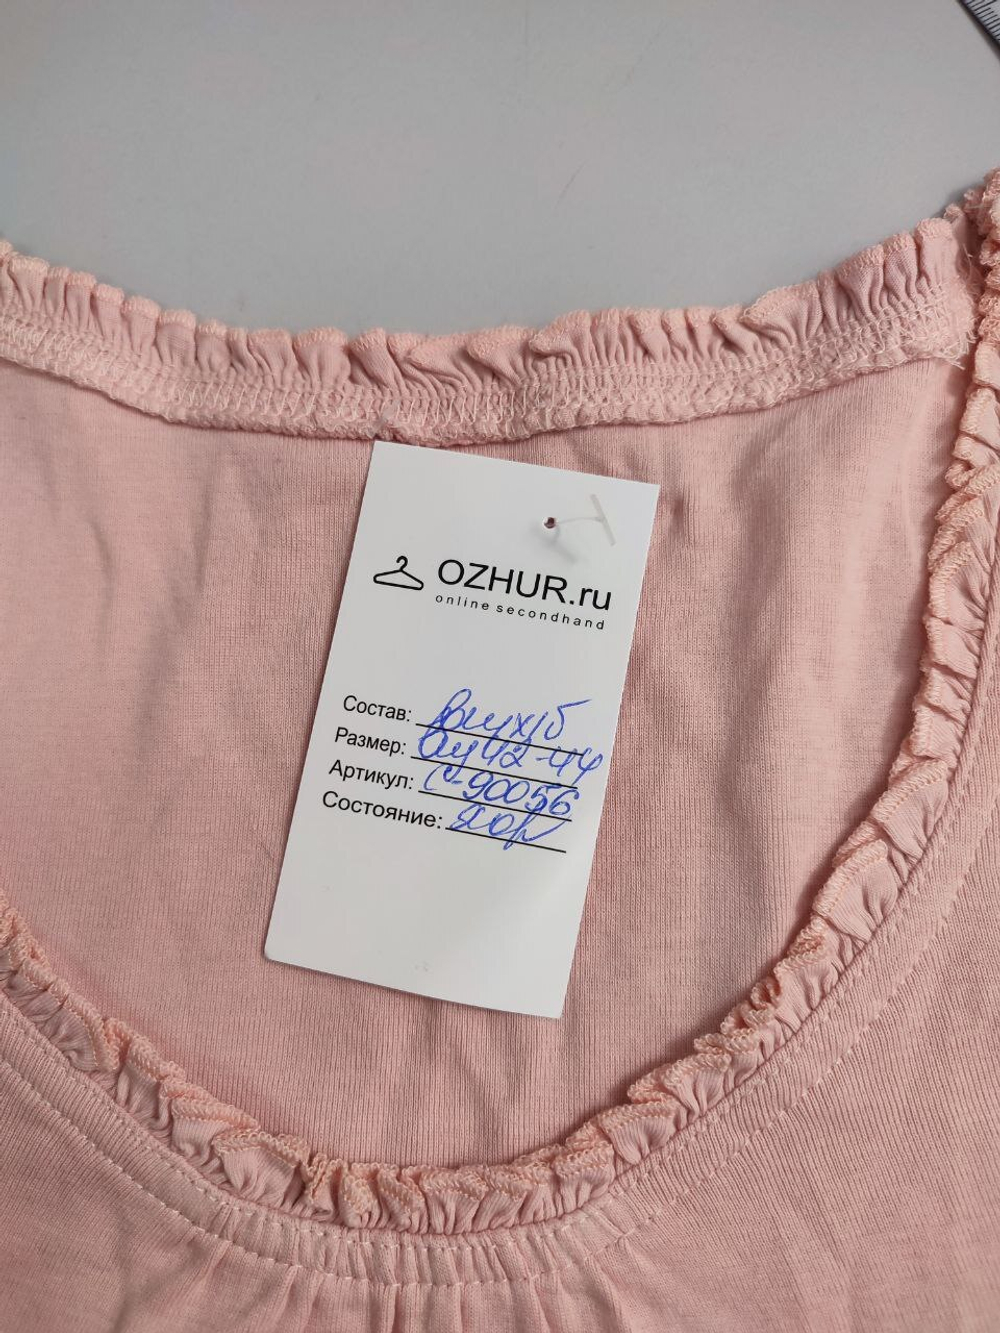 OZHUR.ru
online secondhand
Состав: х/б
Размер: 42-44
Артикул: С-90056
Состояние: хор